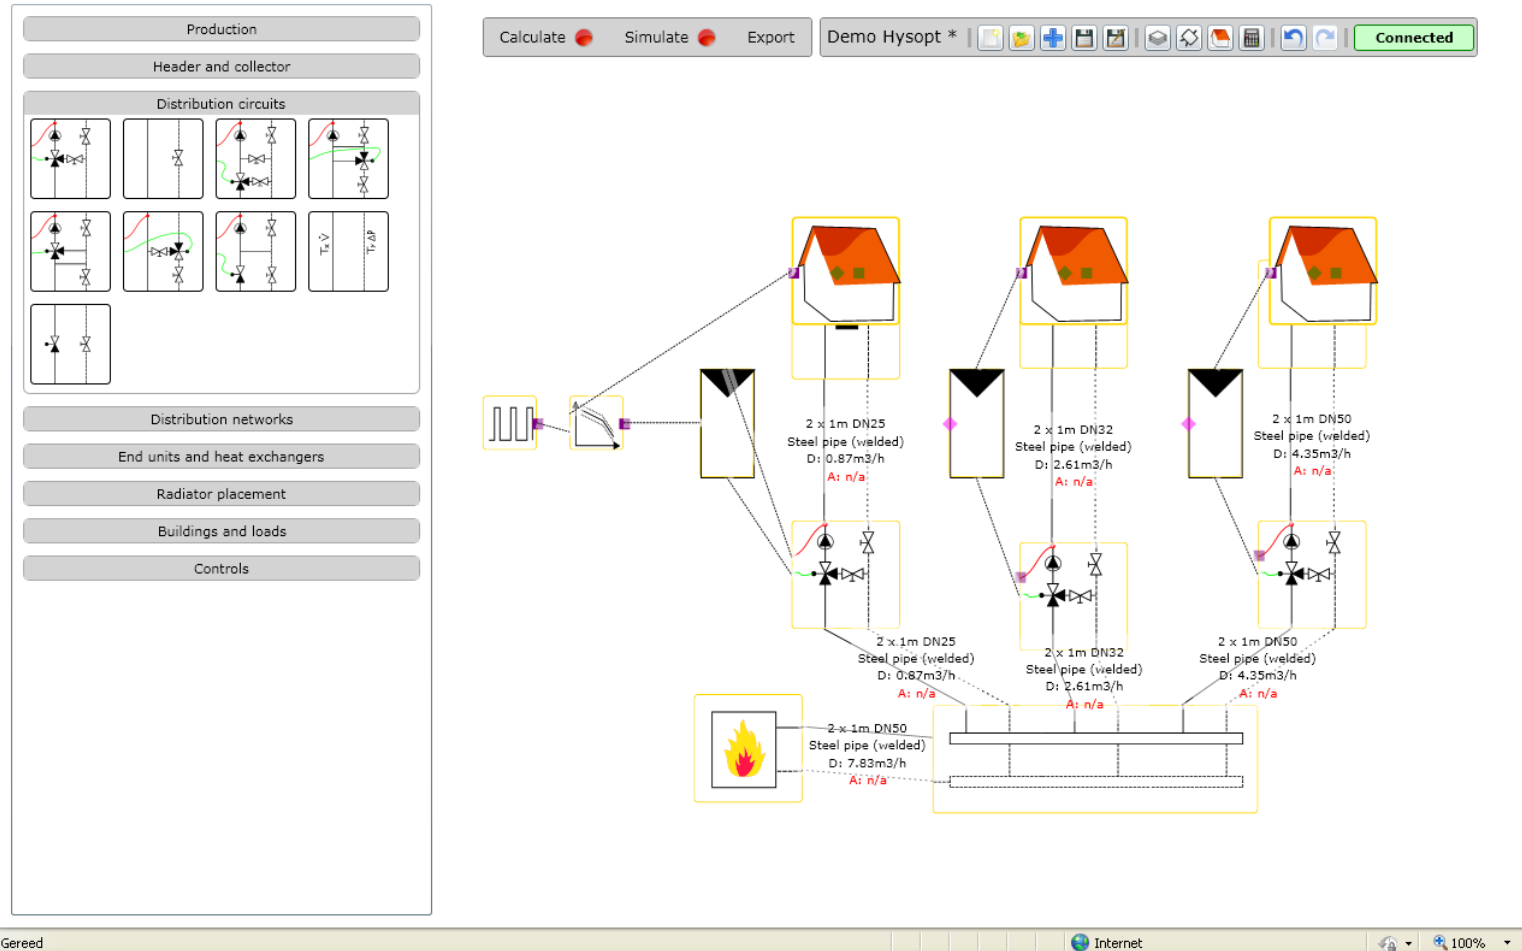 Production
Header and collector
Distribution circuits
Tx V̇
Tx ΔP
Distribution networks
End units and heat exchangers
Radiator placement
Buildings and loads
Controls
Calculate
Simulate
Export
Demo Hysopt *
Connected
2 x 1m DN25
Steel pipe (welded)
D: 0.87m3/h
A: n/a
2 x 1m DN32
Steel pipe (welded)
D: 2.61m3/h
A: n/a
2 x 1m DN50
Steel pipe (welded)
D: 4.35m3/h
A: n/a
2 x 1m DN25
Steel pipe (welded)
D: 0.87m3/h
A: n/a
2 x 1m DN32
Steel pipe (welded)
D: 2.61m3/h
A: n/a
2 x 1m DN50
Steel pipe (welded)
D: 4.35m3/h
A: n/a
2 x 1m DN50
Steel pipe (welded)
D: 7.83m3/h
A: n/a
Gereed
Internet
100%